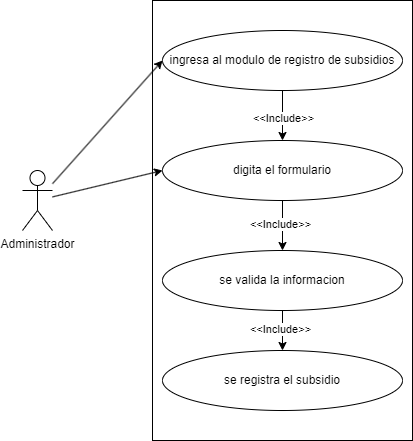 ingresa al modulo de registro de subsidios
<<Include>>
digita el formulario
<<Include>>
Administrador
se valida la informacion
<<Include>>
se registra el subsidio